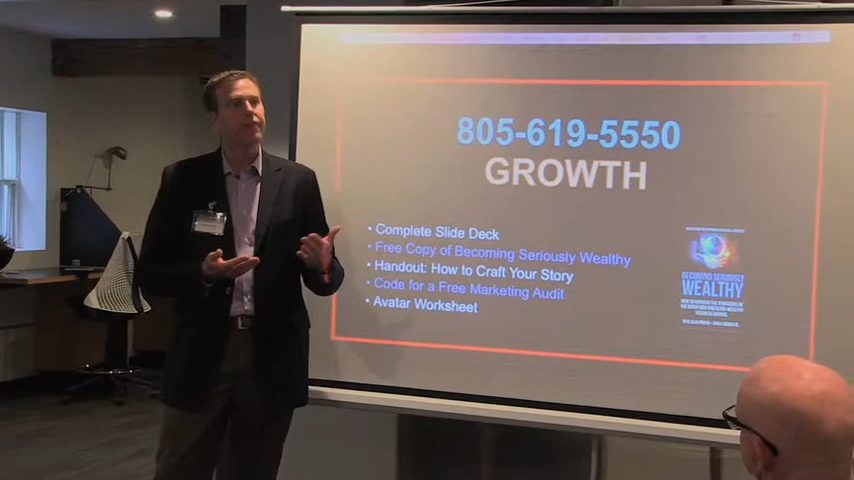 805-619-5550
GROWTH
• Complete Slide Deck
• Free Copy of Becoming Seriously Wealthy
• Handout: How to Craft Your Story
• Code for a Free Marketing Audit
• Avatar Worksheet
BECOMING SERIOUSLY
WEALTHY